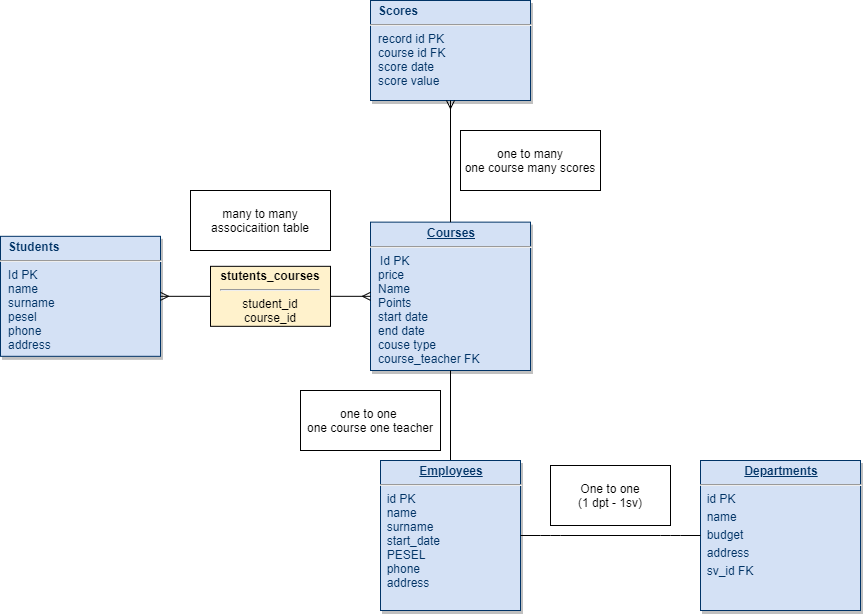 Scores
record id PK
course id FK
score date
score value
one to many
one course many scores
many to many
associcaition table
Students
Id PK
name
surname
pesel
phone
address
stutents_courses
student_id
course_id
Courses
Id PK
price
Name
Points
start date
end date
couse type
course_teacher FK
one to one
one course one teacher
Employees
id PK
name
surname
start_date
PESEL
phone
address
One to one
(1 dpt - 1sv)
Departments
id PK
name
budget
address
sv_id FK